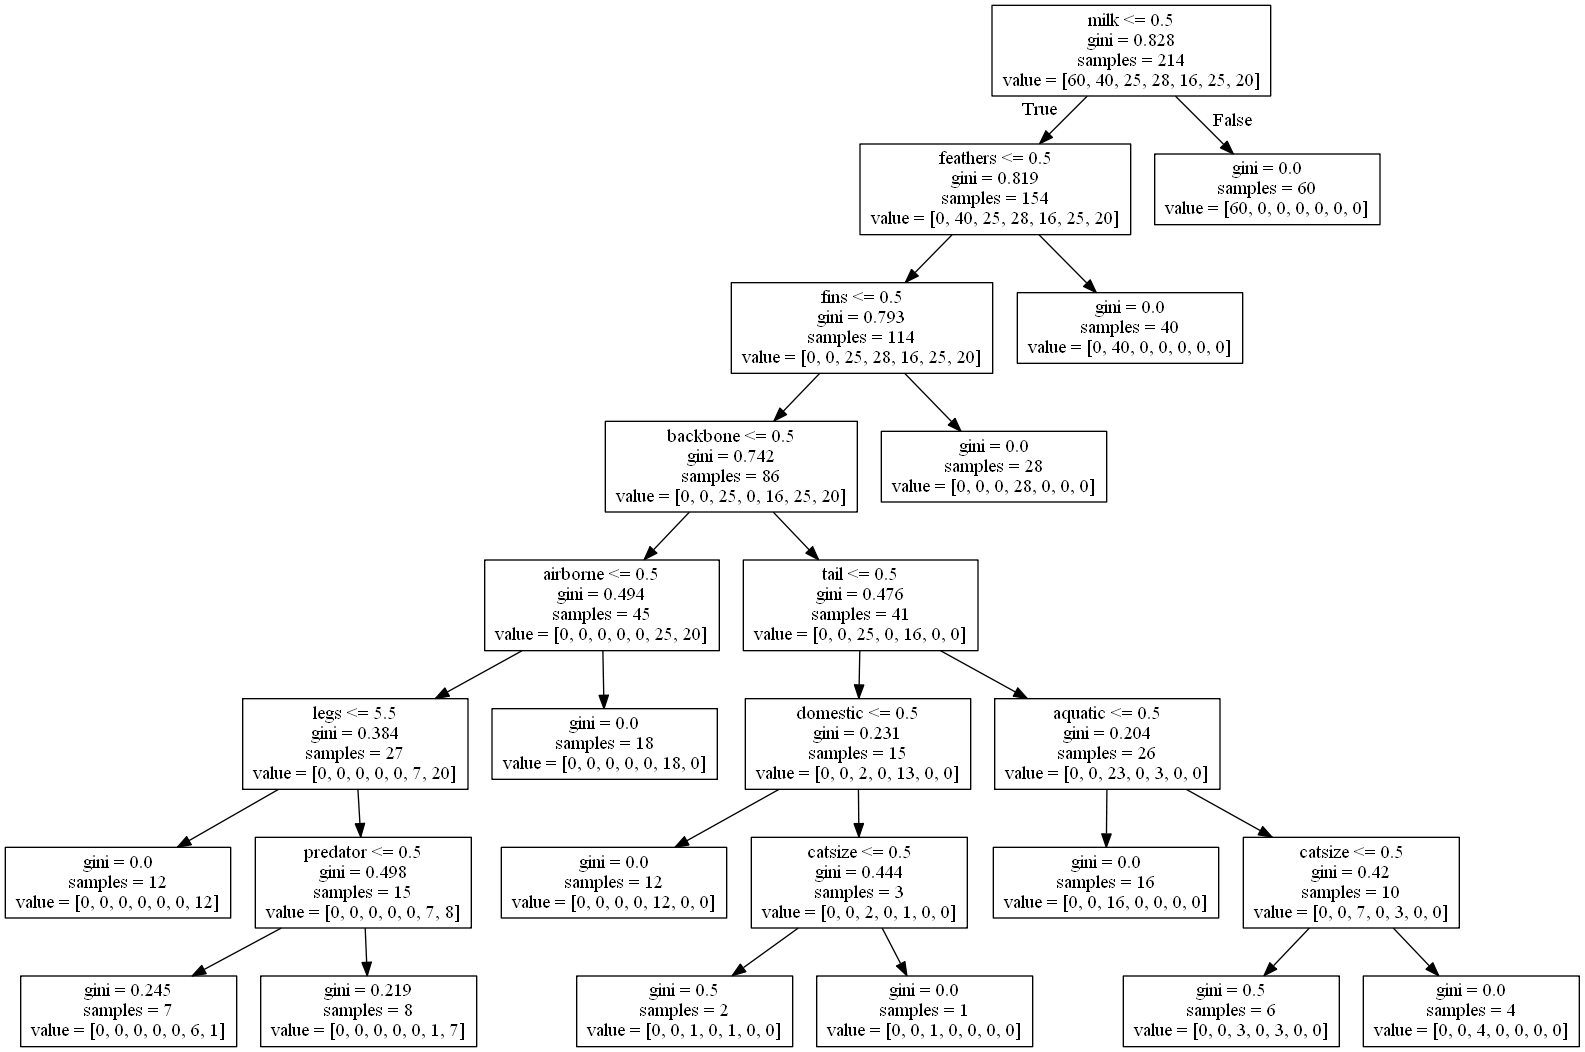 milk <= 0.5
gini = 0.828
samples = 214
value = [60, 40, 25, 28, 16, 25, 20]
True
False
feathers <= 0.5
gini = 0.819
samples = 154
value = [0, 40, 25, 28, 16, 25, 20]
gini = 0.0
samples = 60
value = [60, 0, 0, 0, 0, 0, 0]
fins <= 0.5
gini = 0.793
samples = 114
value = [0, 0, 25, 28, 16, 25, 20]
gini = 0.0
samples = 40
value = [0, 40, 0, 0, 0, 0, 0]
backbone <= 0.5
gini = 0.742
samples = 86
value = [0, 0, 25, 0, 16, 25, 20]
gini = 0.0
samples = 28
value = [0, 0, 0, 28, 0, 0, 0]
airborne <= 0.5
gini = 0.494
samples = 45
value = [0, 0, 0, 0, 0, 25, 20]
tail <= 0.5
gini = 0.476
samples = 41
value = [0, 0, 25, 0, 16, 0, 0]
legs <= 5.5
gini = 0.384
samples = 27
value = [0, 0, 0, 0, 0, 7, 20]
gini = 0.0
samples = 18
value = [0, 0, 0, 0, 0, 18, 0]
domestic <= 0.5
gini = 0.231
samples = 15
value = [0, 0, 2, 0, 13, 0, 0]
aquatic <= 0.5
gini = 0.204
samples = 26
value = [0, 0, 23, 0, 3, 0, 0]
gini = 0.0
samples = 12
value = [0, 0, 0, 0, 0, 0, 12]
predator <= 0.5
gini = 0.498
samples = 15
value = [0, 0, 0, 0, 0, 7, 8]
gini = 0.0
samples = 12
value = [0, 0, 0, 0, 12, 0, 0]
catsize <= 0.5
gini = 0.444
samples = 3
value = [0, 0, 2, 0, 1, 0, 0]
gini = 0.0
samples = 16
value = [0, 0, 16, 0, 0, 0, 0]
catsize <= 0.5
gini = 0.42
samples = 10
value = [0, 0, 7, 0, 3, 0, 0]
gini = 0.245
samples = 7
value = [0, 0, 0, 0, 0, 6, 1]
gini = 0.219
samples = 8
value = [0, 0, 0, 0, 0, 1, 7]
gini = 0.5
samples = 2
value = [0, 0, 1, 0, 1, 0, 0]
gini = 0.0
samples = 1
value = [0, 0, 1, 0, 0, 0, 0]
gini = 0.5
samples = 6
value = [0, 0, 3, 0, 3, 0, 0]
gini = 0.0
samples = 4
value = [0, 0, 4, 0, 0, 0, 0]